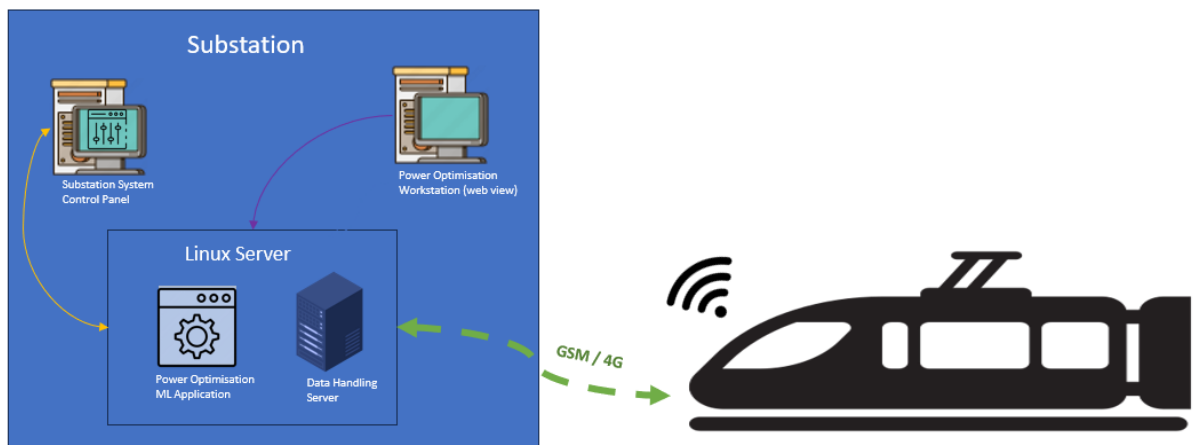 Substation
Substation System
Control Panel
Power Optimisation
Workstation (web view)
Linux Server
Power Optimisation
ML Application
Data Handling
Server
GSM / 4G